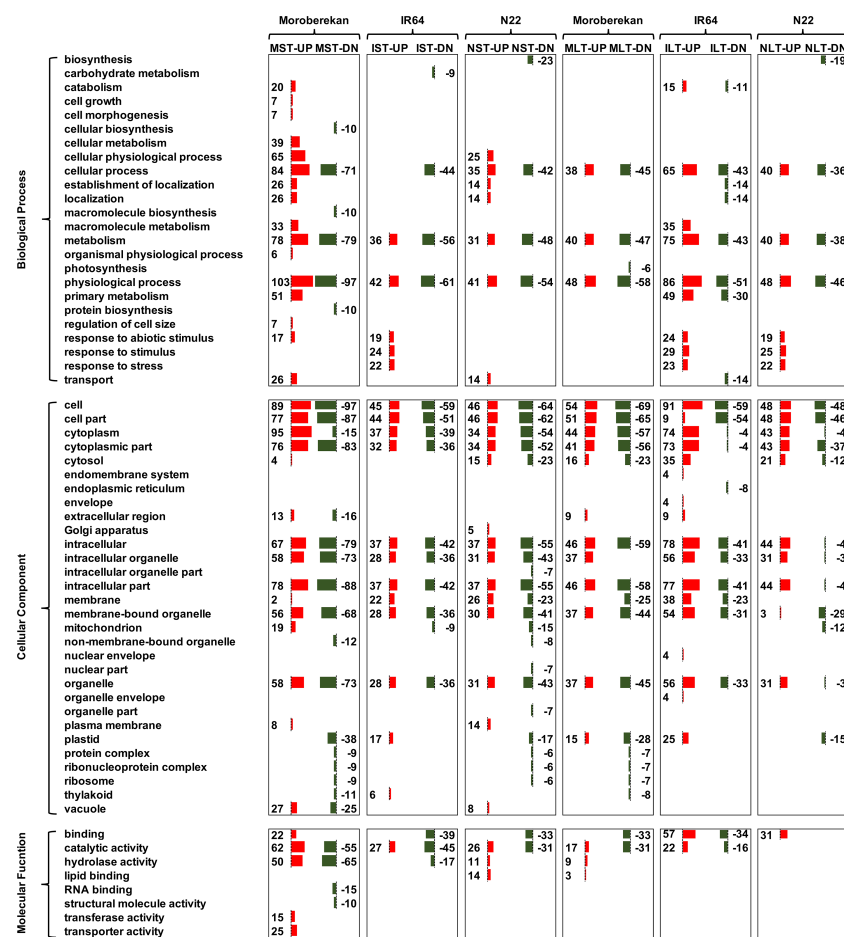 Moroberekan IR64 N22 Moroberekan IR64 N22
MST-UP MST-DN IST-UP IST-DN NST-UP NST-DN MLT-UP MLT-DN ILT-UP ILT-DN NLT-UP NLT-DN
Biological Process
biosynthesis -23 -19
carbohydrate metabolism -9
catabolism 20 15 -11
cell growth 7
cell morphogenesis 7
cellular biosynthesis -10
cellular metabolism 39
cellular physiological process 65 25
cellular process 84 -71 -44 35 -42 38 -45 65 -43 40 -36
establishment of localization 26 14 -14
localization 26 14 -14
macromolecule biosynthesis -10
macromolecule metabolism 33 35
metabolism 78 -79 36 -56 31 -48 40 -47 75 -43 40 -38
organismal physiological process 6
photosynthesis -6
physiological process 103 -97 42 -61 41 -54 48 -58 86 -51 48 -46
primary metabolism 51 49 -30
protein biosynthesis -10
regulation of cell size 7
response to abiotic stimulus 17 19 24 19
response to stimulus 24 29 25
response to stress 22 23 22
transport 26 14 -14
Cellular Component
cell 89 -97 45 -59 46 -64 54 -69 91 -59 48 -48
cell part 77 -87 44 -51 46 -62 51 -65 9 -54 48 -46
cytoplasm 95 -15 37 -39 34 -54 44 -57 74 -4 43 -4
cytoplasmic part 76 -83 32 -36 34 -52 41 -56 73 -4 43 -37
cytosol 4 15 -23 16 -23 35 21 -12
endomembrane system 4
endoplasmic reticulum -8
envelope 4
extracellular region 13 -16 9 9
Golgi apparatus 5
intracellular 67 -79 37 -42 37 -55 46 -59 78 -41 44 -4
intracellular organelle 58 -73 28 -36 31 -43 37 56 -33 31 -3
intracellular organelle part -7
intracellular part 78 -88 37 -42 37 -55 46 -58 77 -41 44 -4
membrane 2 22 26 -23 -25 38 -23
membrane-bound organelle 56 -68 28 -36 30 -41 37 -44 54 -31 3 -29
mitochondrion 19 -9 -15 -12
non-membrane-bound organelle -12 -8
nuclear envelope 4
nuclear part -7
organelle 58 -73 28 -36 31 -43 37 -45 56 -33 31 -3
organelle envelope 4
organelle part -7
plasma membrane 8 14
plastid -38 17 -17 15 -28 25 -15
protein complex -9 -6 -7
ribonucleoprotein complex -9 -6 -7
ribosome -9 -6 -7
thylakoid -11 6 -8
vacuole 27 -25 8
Molecular Fucntion
binding 22 -39 -33 -33 57 -34 31
catalytic activity 62 -55 27 -45 26 -31 17 -31 22 -16
hydrolase activity 50 -65 -17 11 9
lipid binding 14 3
RNA binding -15
structural molecule activity -10
transferase activity 15
transporter activity 25